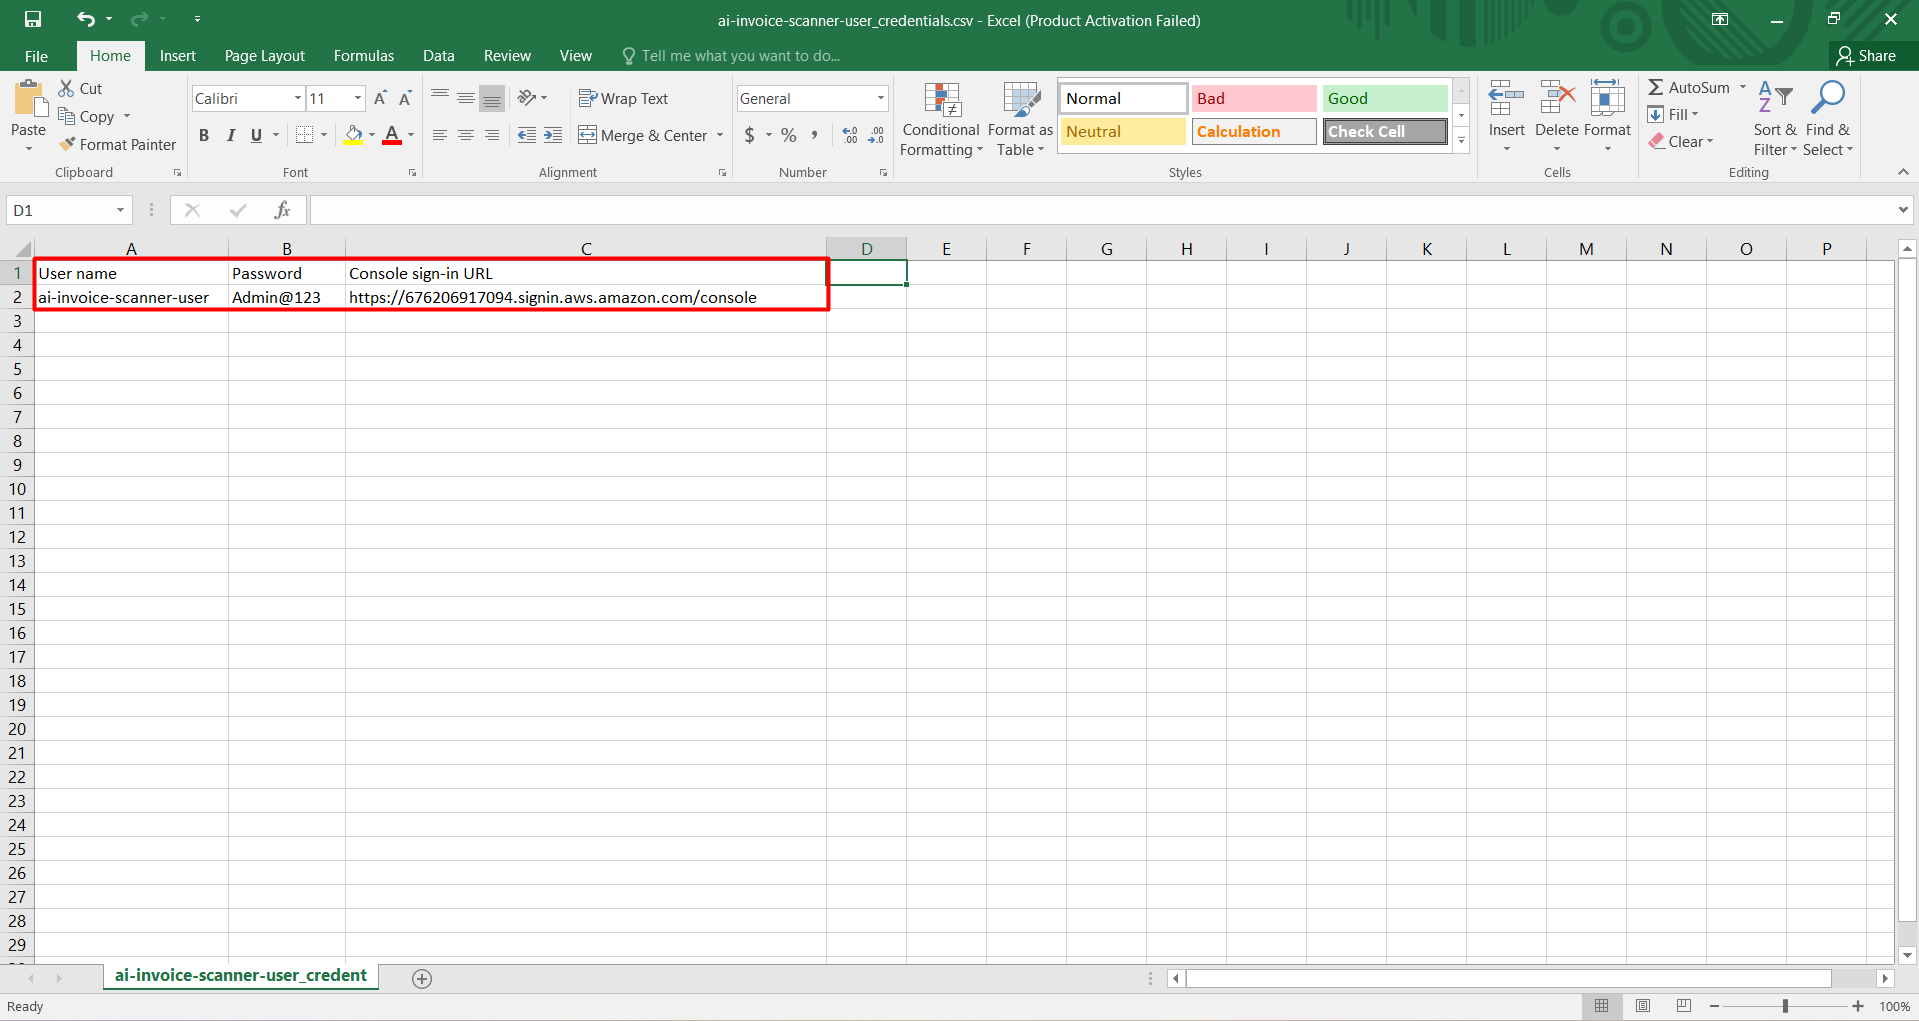 ai-invoice-scanner-user_credentials.csv - Excel (Product Activation Failed)
File Home Insert Page Layout Formulas Data Review View Tell me what you want to do... Share
Paste
Cut
Copy
Format Painter
Clipboard
Calibri 11
B I U
Font
Wrap Text
Merge & Center
Alignment
General
$ % ,
Number
Conditional Formatting
Format as Table
Normal Bad Good
Neutral Calculation Check Cell
Styles
Insert Delete Format
Cells
AutoSum
Fill
Clear
Sort & Filter
Find & Select
Editing
D1
fx
A B C D E F G H I J K L M N O P
1 User name Password Console sign-in URL
2 ai-invoice-scanner-user Admin@123 https://676206917094.signin.aws.amazon.com/console
3
4
5
6
7
8
9
10
11
12
13
14
15
16
17
18
19
20
21
22
23
24
25
26
27
28
29
ai-invoice-scanner-user_credent
Ready
100%